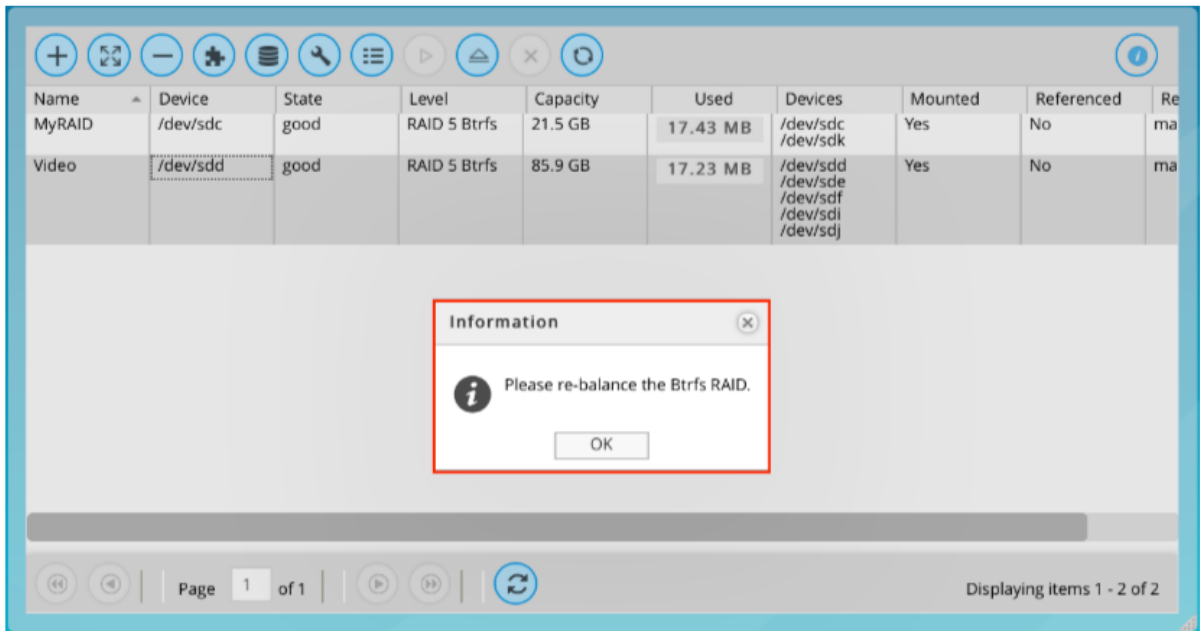 Name Device State Level Capacity Used Devices Mounted Referenced Re
MyRAID /dev/sdc good RAID 5 Btrfs 21.5 GB 17.43 MB /dev/sdc Yes No ma
/dev/sdk
Video /dev/sdd good RAID 5 Btrfs 85.9 GB 17.23 MB /dev/sdd Yes No ma
/dev/sde
/dev/sdf
/dev/sdi
/dev/sdj
Information
Please re-balance the Btrfs RAID.
OK
Page 1 of 1 Displaying items 1 - 2 of 2